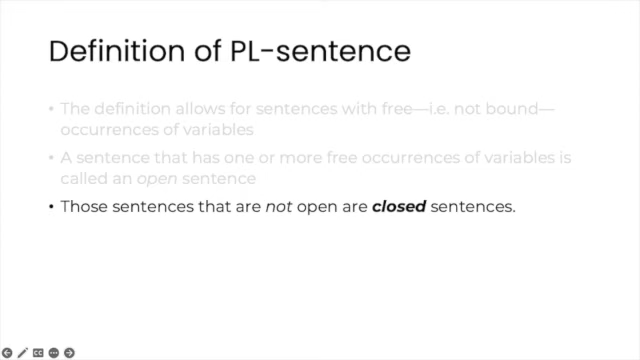 Definition of PL-sentence
• The definition allows for sentences with free—i.e. not bound—
occurrences of variables
• A sentence that has one or more free occurrences of variables is
called an open sentence
• Those sentences that are not open are closed sentences.
CC